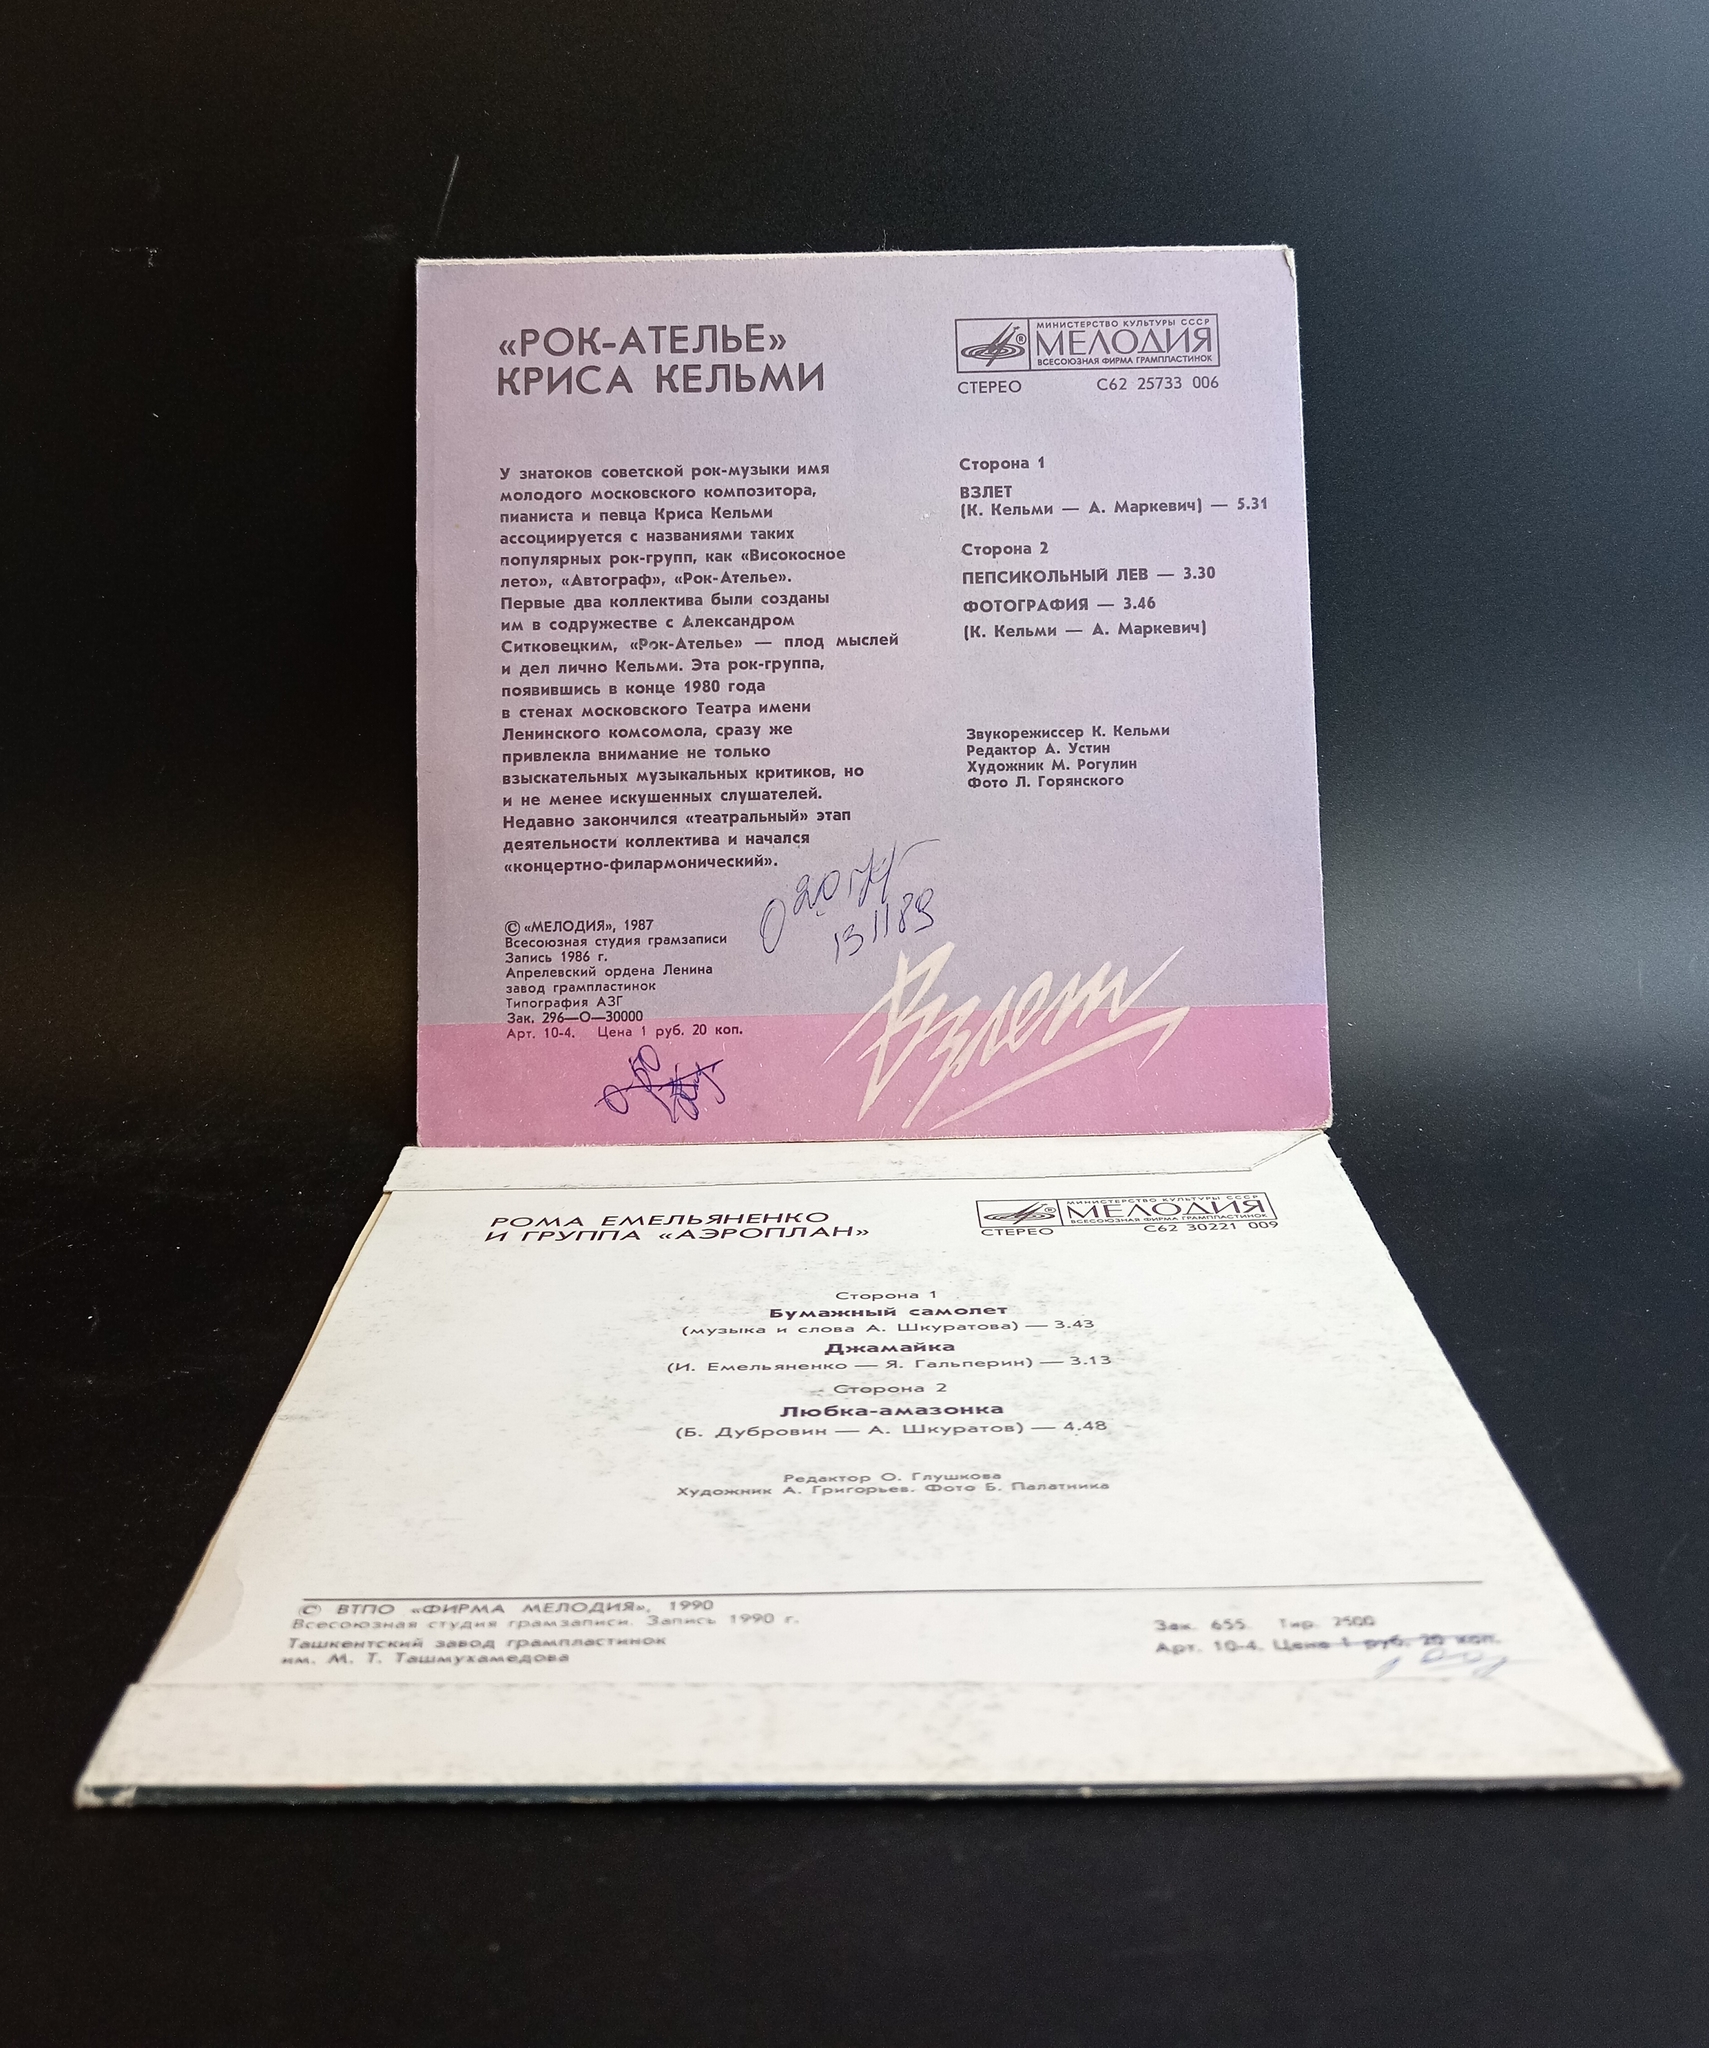 «РОК-АТЕЛЬЕ»
КРИСА КЕЛЬМИ
МИНИСТЕРСТВО КУЛЬТУРЫ СССР
МЕЛОДИЯ
ВСЕСОЮЗНАЯ ФИРМА ГРАМПЛАСТИНОК
СТЕРЕО С62 25733 006
У знатоков советской рок-музыки имя
молодого московского композитора,
пианиста и певца Криса Кельми
ассоциируется с названиями таких
популярных рок-групп, как «Високосное
лето», «Автограф», «Рок-Ателье».
Первые два коллектива были созданы
им в содружестве с Александром
Ситковецким, «Рок-Ателье» — плод мыслей
и дел лично Кельми. Эта рок-группа,
появившись в конце 1980 года
в стенах московского Театра имени
Ленинского комсомола, сразу же
привлекла внимание не только
взыскательных музыкальных критиков, но
и не менее искушенных слушателей.
Недавно закончился «театральный» этап
деятельности коллектива и начался
«концертно-филармонический».
Сторона 1
ВЗЛЕТ
(К. Кельми — А. Маркевич) — 5.31
Сторона 2
ПЕПСИКОЛЬНЫЙ ЛЕВ — 3.30
ФОТОГРАФИЯ — 3.46
(К. Кельми — А. Маркевич)
Звукорежиссер К. Кельми
Редактор А. Устин
Художник М. Рогулин
Фото Л. Горянского
13 11 89
© «МЕЛОДИЯ», 1987
Всесоюзная студия грамзаписи
Запись 1986 г.
Апрелевский ордена Ленина
завод грампластинок
Типография АЗГ
Зак. 296—О—30000
Арт. 10-4. Цена 1 руб. 20 коп.
Взлет
РОМА ЕМЕЛЬЯНЕНКО
И ГРУППА «АЭРОПЛАН»
МИНИСТЕРСТВО КУЛЬТУРЫ СССР
МЕЛОДИЯ
ВСЕСОЮЗНАЯ ФИРМА ГРАМПЛАСТИНОК
СТЕРЕО С62 30221 009
Сторона 1
Бумажный самолет
(музыка и слова А. Шкуратова) — 3.43
Джамайка
(И. Емельяненко — Я. Гальперин) — 3.13
Сторона 2
Любка-амазонка
(Б. Дубровин — А. Шкуратов) — 4.48
Редактор О. Глушкова
Художник А. Григорьев. Фото Б. Палатника
© ВТПО «ФИРМА МЕЛОДИЯ», 1990
Всесоюзная студия грамзаписи. Запись 1990 г.
Ташкентский завод грампластинок
им. М. Т. Ташмухамедова
Зак. 655. Тир. 2500
Арт. 10-4. Цена 1 руб. 20 коп.